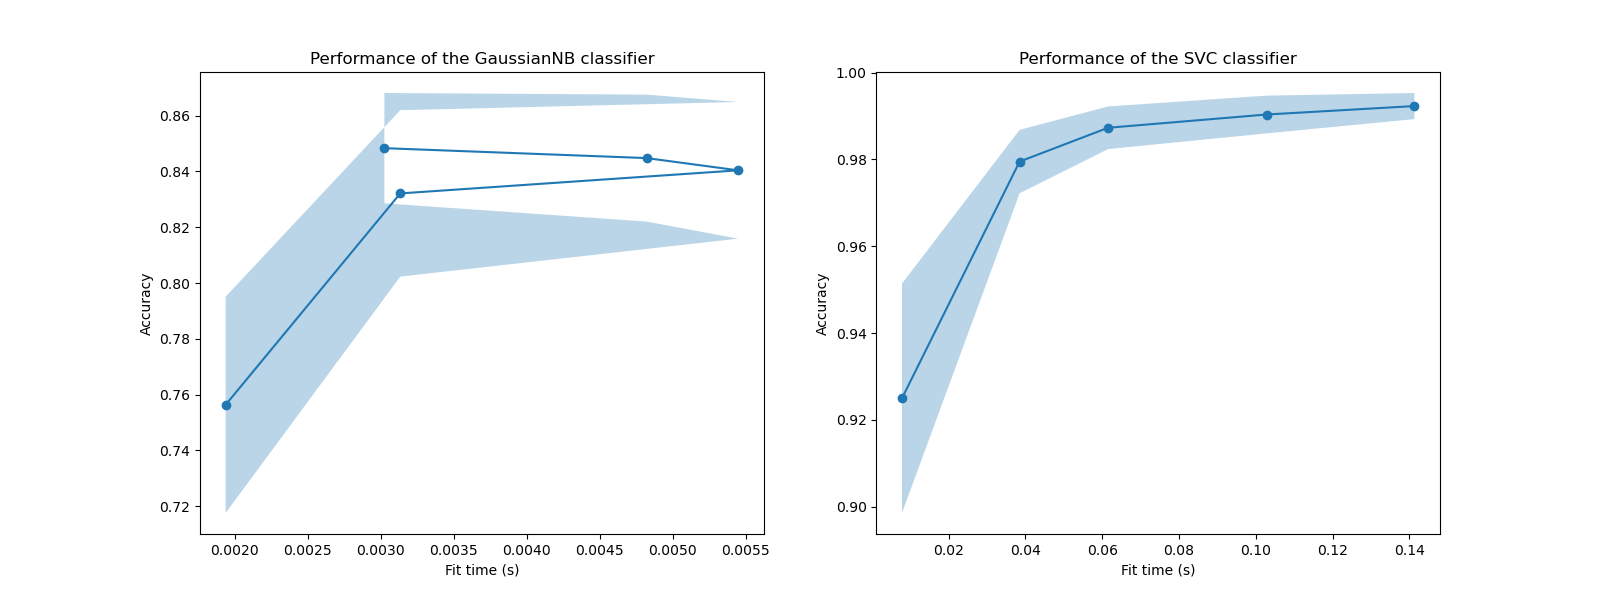 Performance of the GaussianNB classifier
Accuracy
0.86
0.84
0.82
0.80
0.78
0.76
0.74
0.72
0.0020 0.0025 0.0030 0.0035 0.0040 0.0045 0.0050 0.0055
Fit time (s)
Performance of the SVC classifier
Accuracy
1.00
0.98
0.96
0.94
0.92
0.90
0.02 0.04 0.06 0.08 0.10 0.12 0.14
Fit time (s)